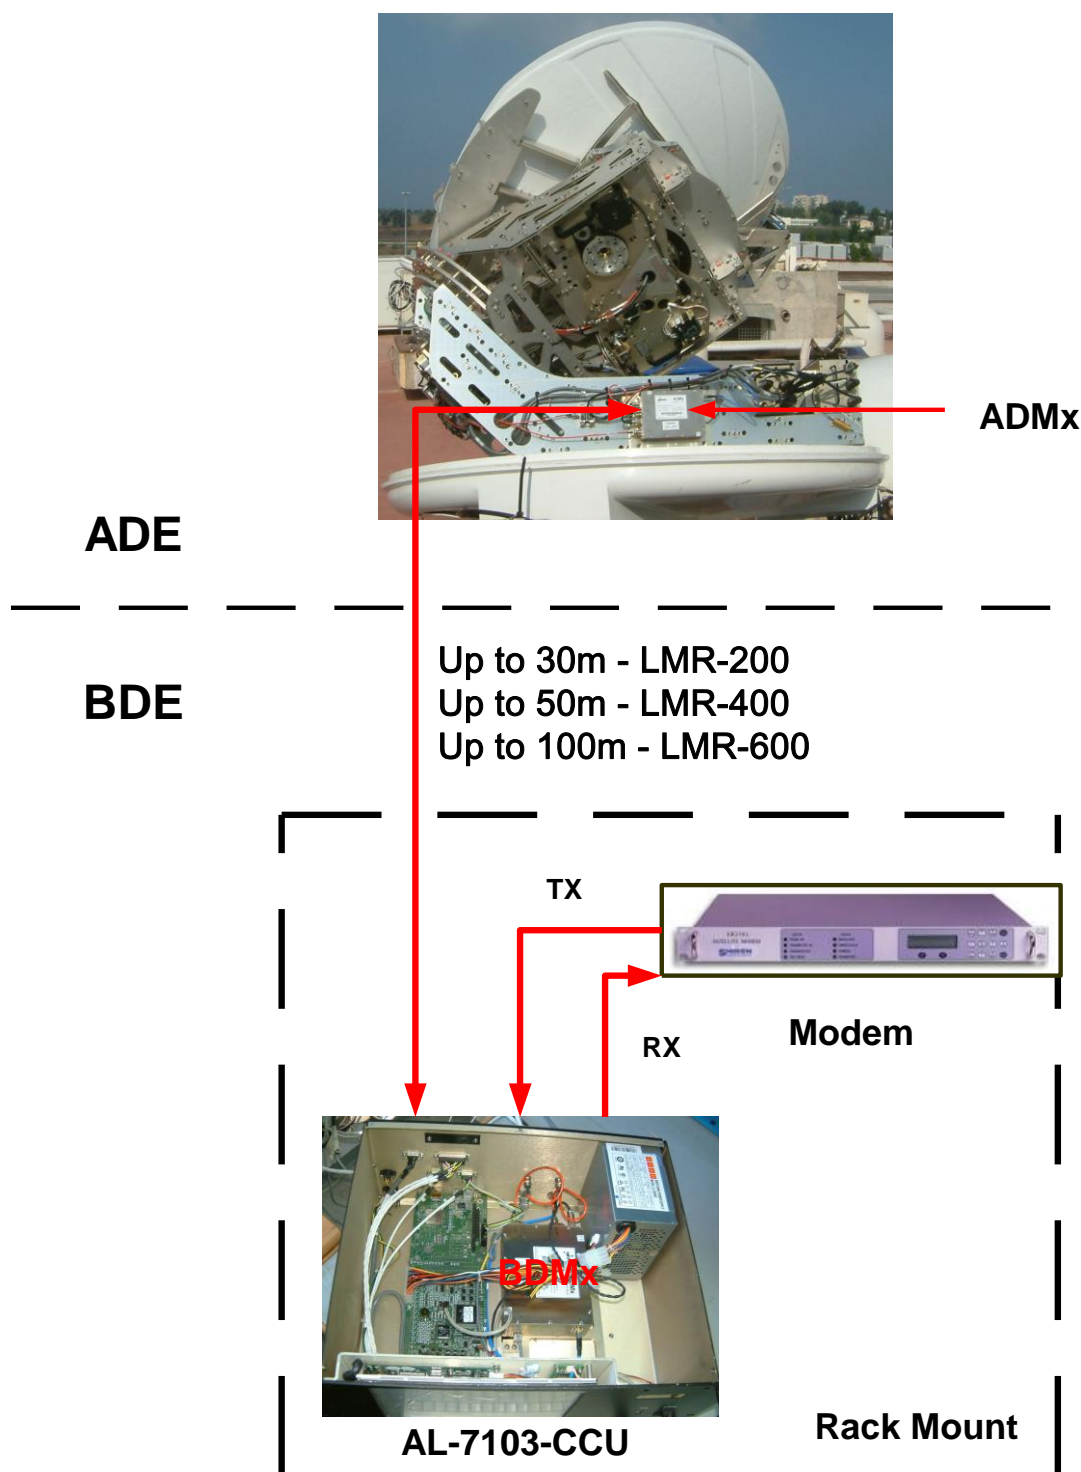 ADMx
ADE
BDE
Up to 30m - LMR-200
Up to 50m - LMR-400
Up to 100m - LMR-600
TX
RX
Modem
BDMx
AL-7103-CCU
Rack Mount